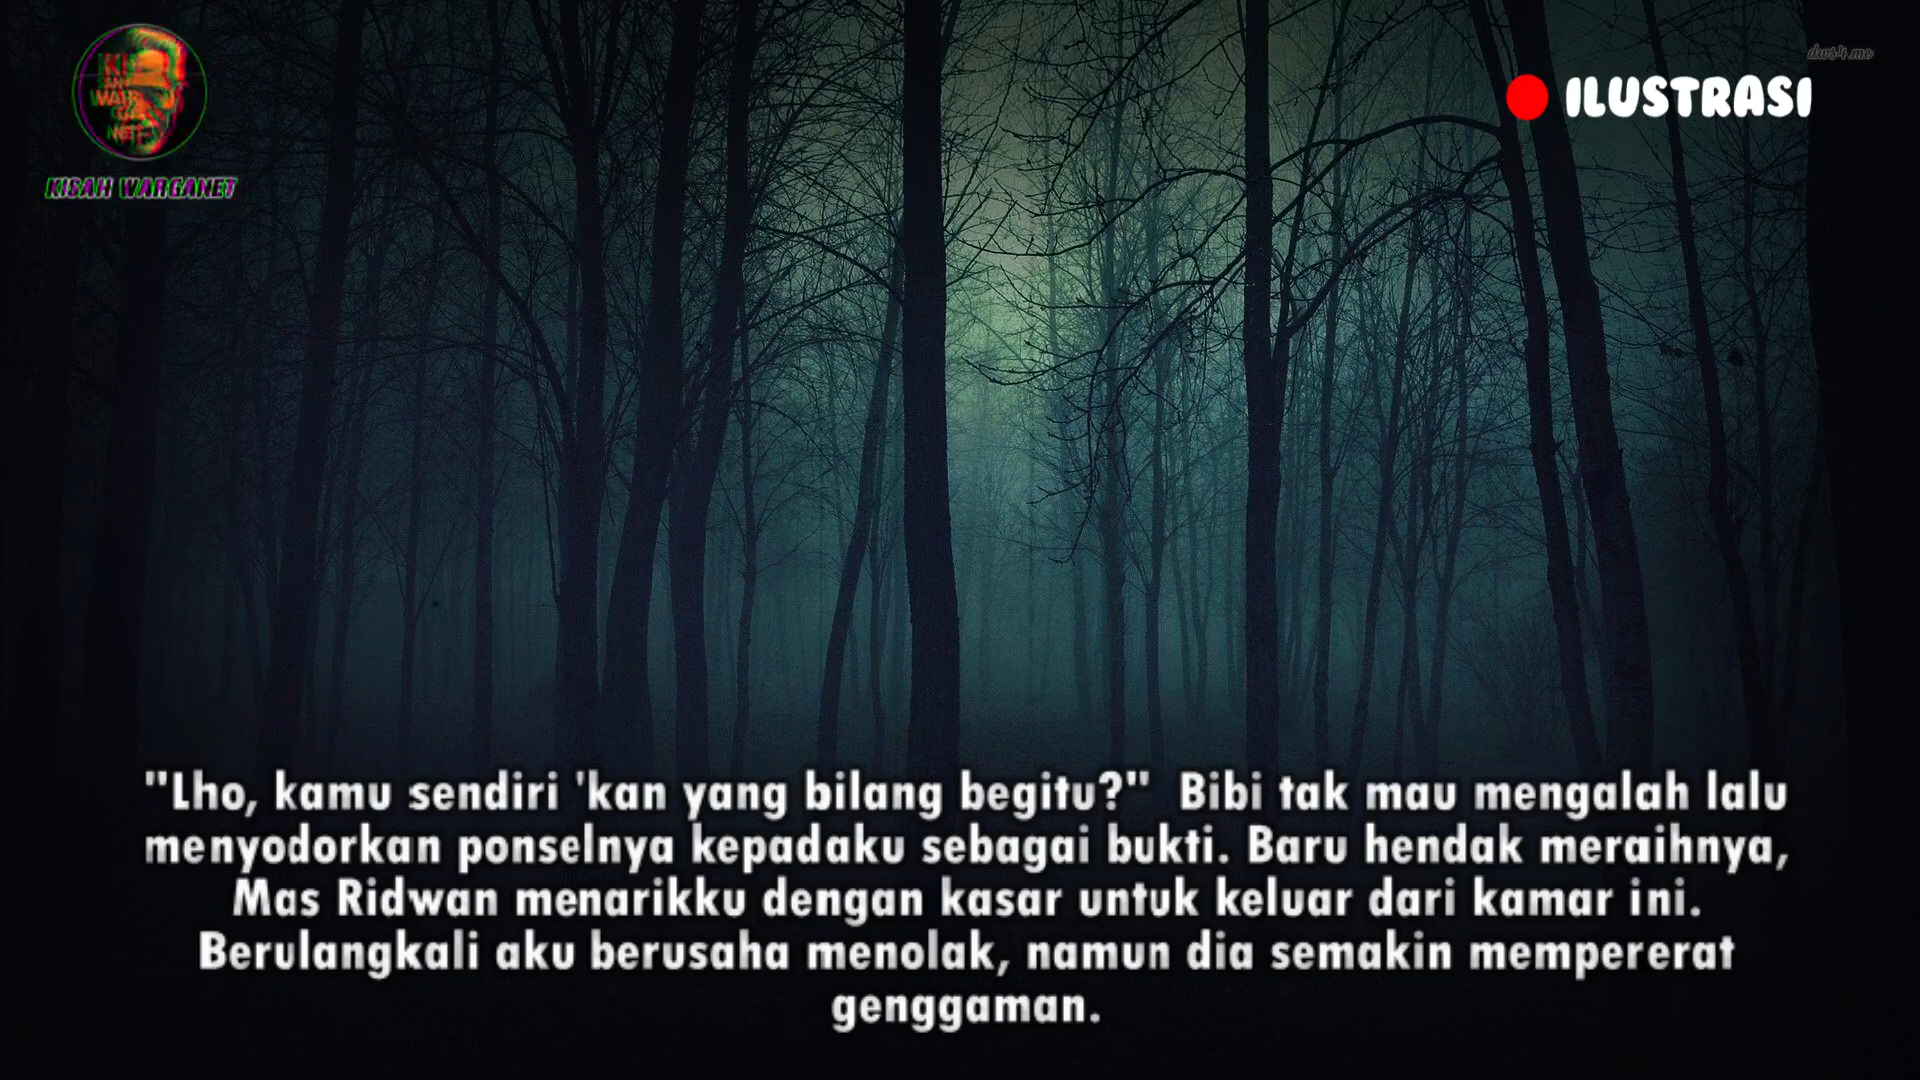 KISAH WARGANET
dws4.me
ILUSTRASI
"Lho, kamu sendiri 'kan yang bilang begitu?"  Bibi tak mau mengalah lalu
menyodorkan ponselnya kepadaku sebagai bukti. Baru hendak meraihnya,
Mas Ridwan menarikku dengan kasar untuk keluar dari kamar ini.
Berulangkali aku berusaha menolak, namun dia semakin mempererat
genggaman.